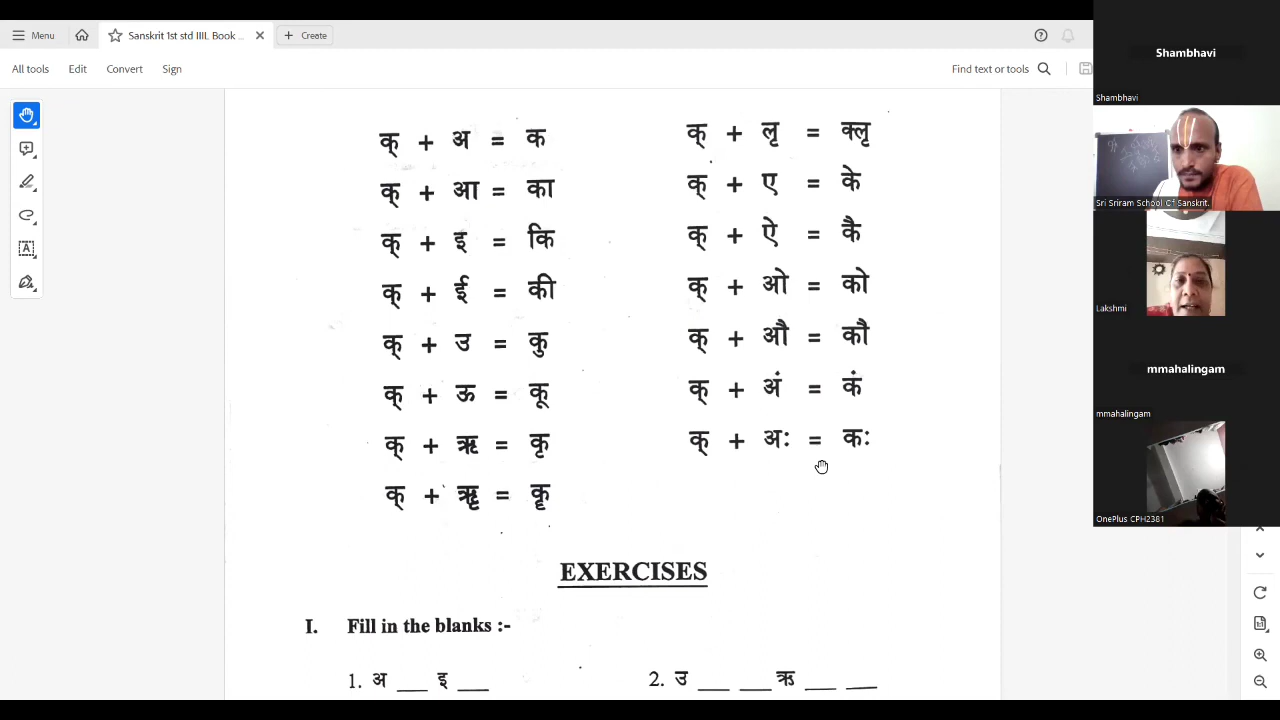 Menu
Sanskrit 1st std IIIL Book ...
Create
All tools
Edit
Convert
Sign
Find text or tools
क् + अ = क
क् + आ = का
क् + इ = कि
क् + ई = की
क् + उ = कु
क् + ऊ = कू
क् + ऋ = कृ
क् + ॠ = कॄ
क् + लृ = क्लृ
क् + ए = के
क् + ऐ = कै
क् + ओ = को
क् + औ = कौ
क् + अं = कं
क् + अः = कः
EXERCISES
I. Fill in the blanks :-
1. अ ___ इ ___
2. उ ___ ___ ऋ ___ ___
Shambhavi
Shambhavi
Sri Sriram School Of Sanskrit.
Lakshmi
mmahalingam
mmahalingam
OnePlus CPH2381